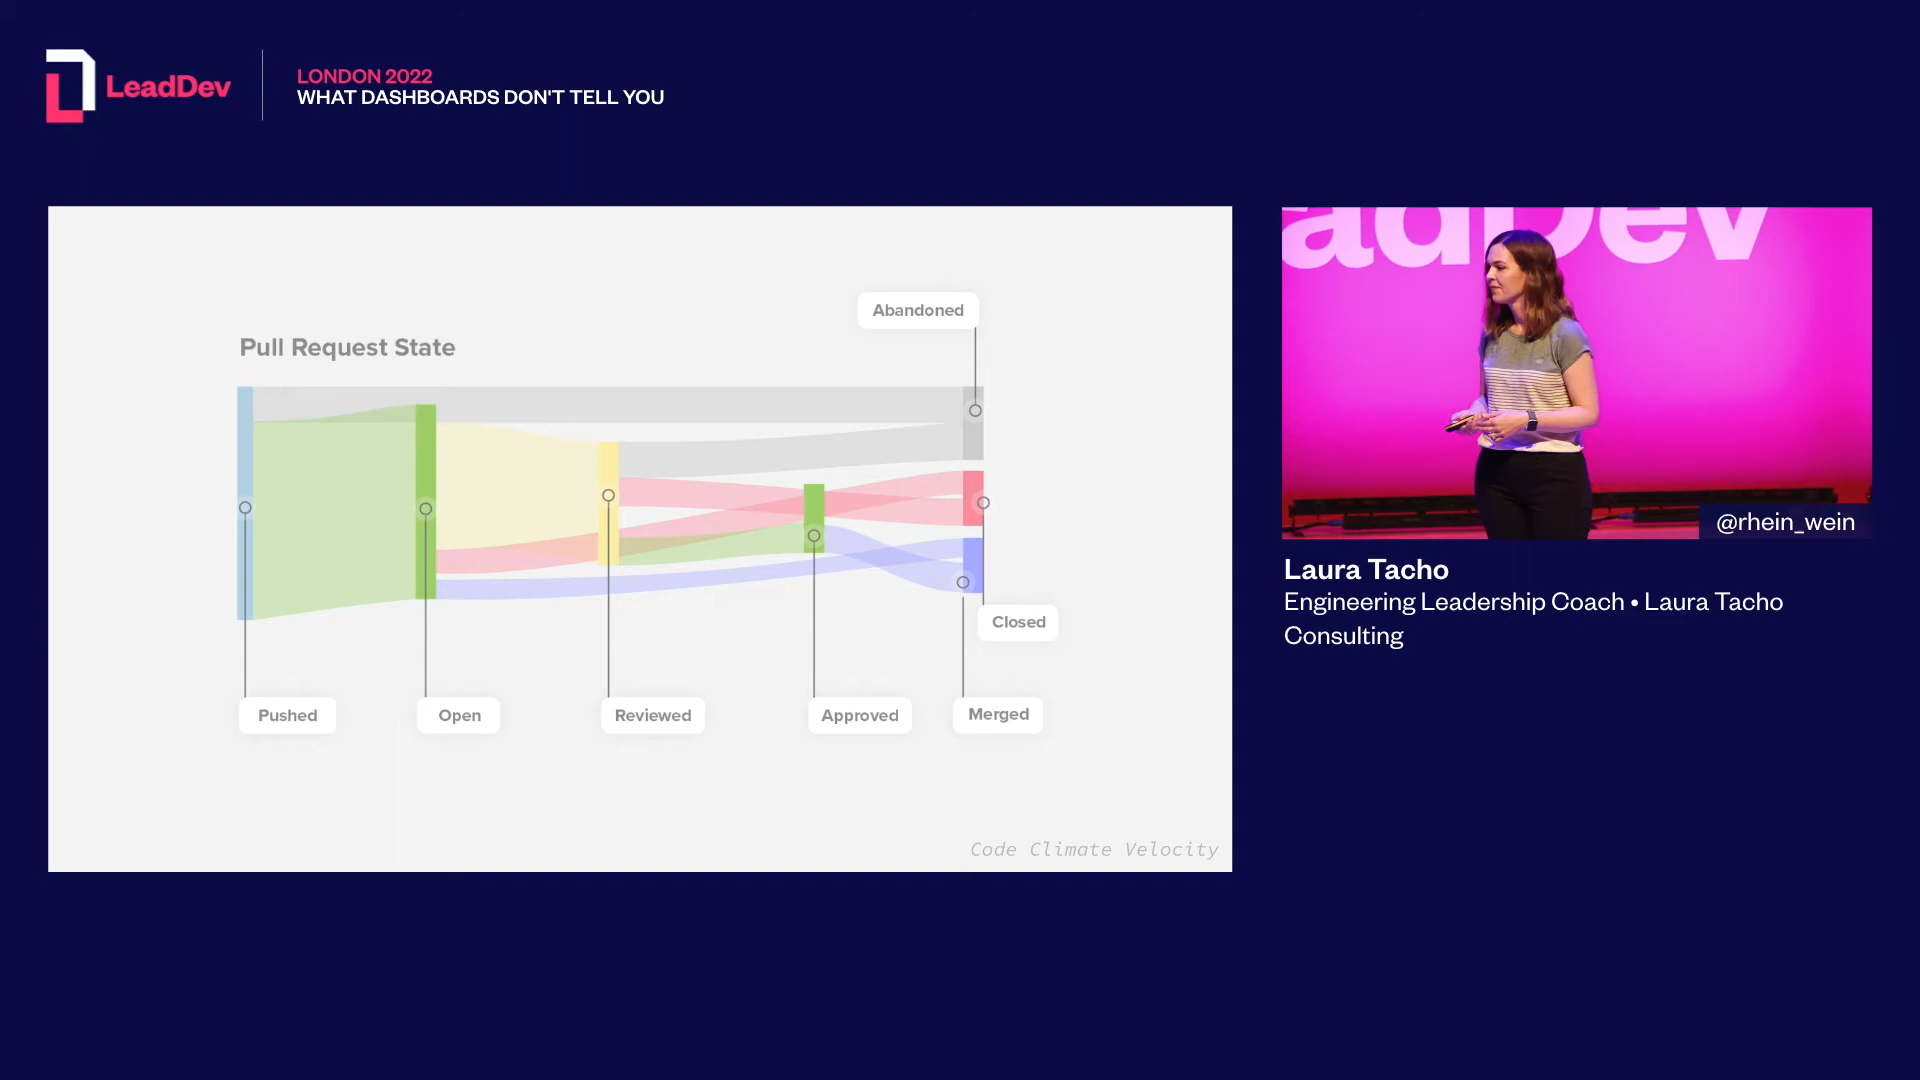 LeadDev
LONDON 2022
WHAT DASHBOARDS DON'T TELL YOU
Abandoned
Pull Request State
Closed
Pushed
Open
Reviewed
Approved
Merged
Code Climate Velocity
adDev
@rhein_wein
Laura Tacho
Engineering Leadership Coach • Laura Tacho
Consulting